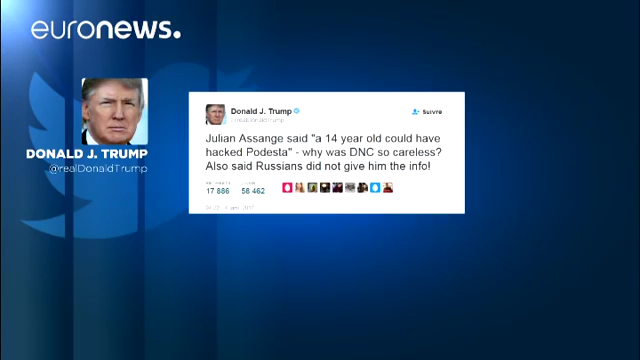 euronews.
DONALD J. TRUMP
@realDonaldTrump
Donald J. Trump
@realDonaldTrump
Suivre
Julian Assange said "a 14 year old could have
hacked Podesta" - why was DNC so careless?
Also said Russians did not give him the info!
17 886 58 462